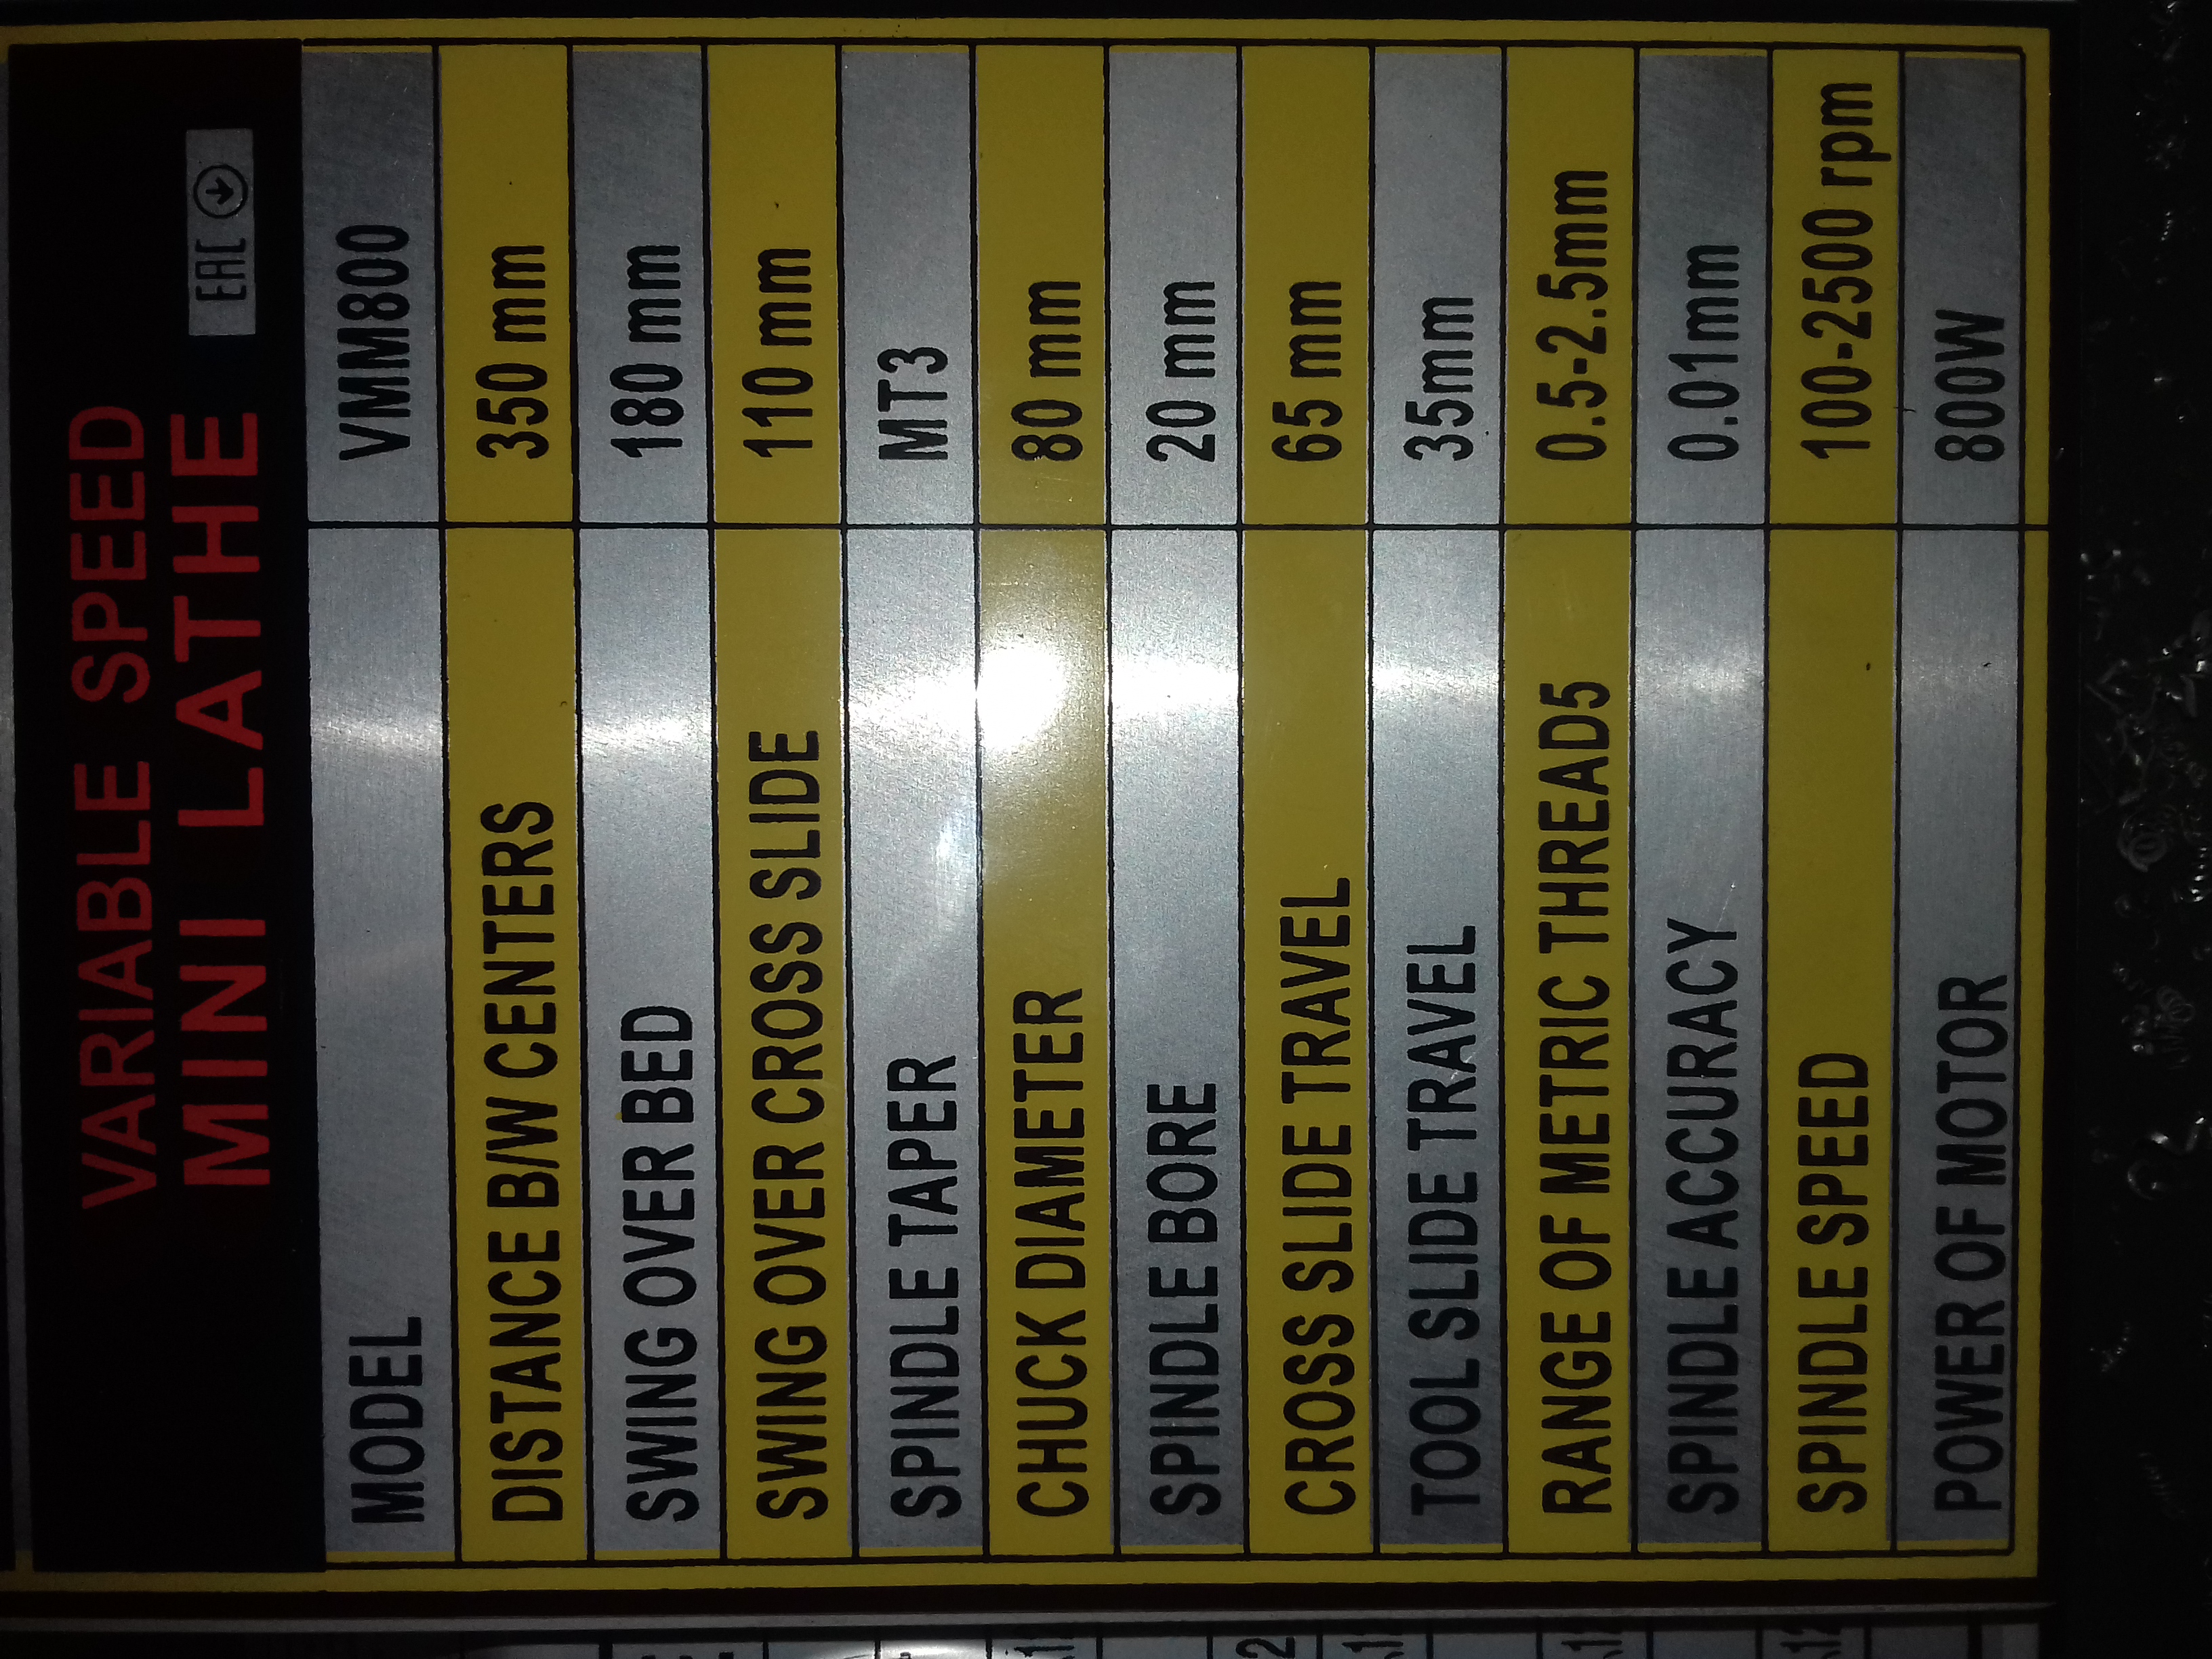 VARIABLE SPEED
MINI LATHE
EAC
MODEL VMM800
DISTANCE B/W CENTERS 350 mm
SWING OVER BED 180 mm
SWING OVER CROSS SLIDE 110 mm
SPINDLE TAPER MT3
CHUCK DIAMETER 80 mm
SPINDLE BORE 20 mm
CROSS SLIDE TRAVEL 65 mm
TOOL SLIDE TRAVEL 35mm
RANGE OF METRIC THREAD5 0.5-2.5mm
SPINDLE ACCURACY 0.01mm
SPINDLE SPEED 100-2500 rpm
POWER OF MOTOR 800W